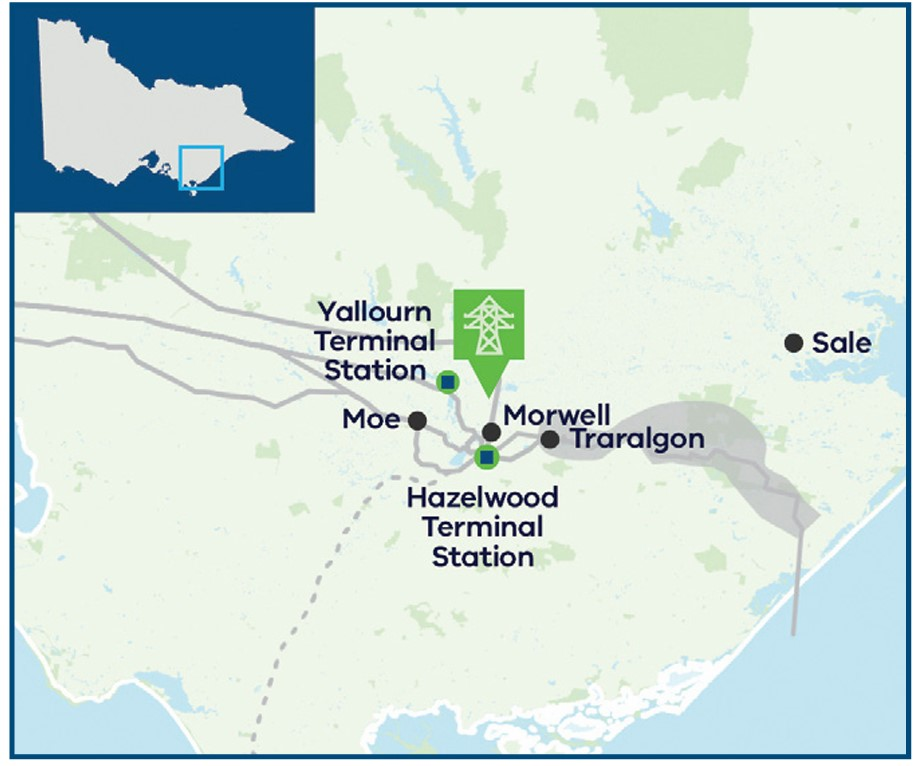 Yallourn
Terminal
Station
Sale
Moe
Morwell
Traralgon
Hazelwood
Terminal
Station